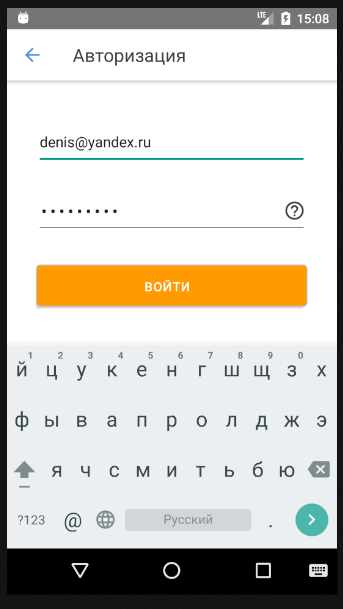 LTE 15:08
Авторизация
denis@yandex.ru
•••••••••
?
ВОЙТИ
1 2 3 4 5 6 7 8 9 0
й ц у к е н г ш щ з х
ф ы в а п р о л д ж э
я ч с м и т ь б ю
?123 @ Русский .